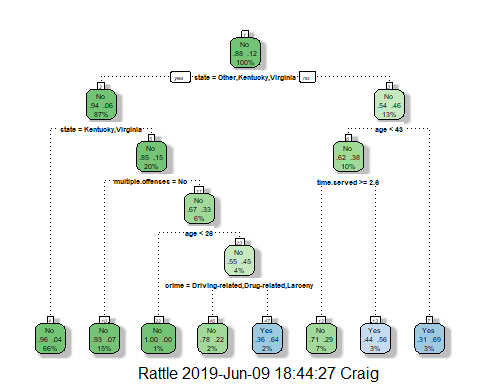 1
No
.88 .12
100%
yes state = Other,Kentucky,Virginia no
2
No
.94 .06
87%
3
No
.54 .46
13%
state = Kentucky,Virginia
age < 43
5
No
.85 .15
20%
6
No
.62 .38
10%
multiple.offenses = No
time.served >= 2.6
11
No
.67 .33
6%
age < 26
23
No
.55 .45
4%
crime = Driving-related,Drug-related,Larceny
4
No
.96 .04
66%
10
No
.93 .07
15%
22
No
1.00 .00
1%
46
No
.78 .22
2%
47
Yes
.36 .64
2%
12
No
.71 .29
7%
13
Yes
.44 .56
3%
7
Yes
.31 .69
3%
Rattle 2019-Jun-09 18:44:27 Craig